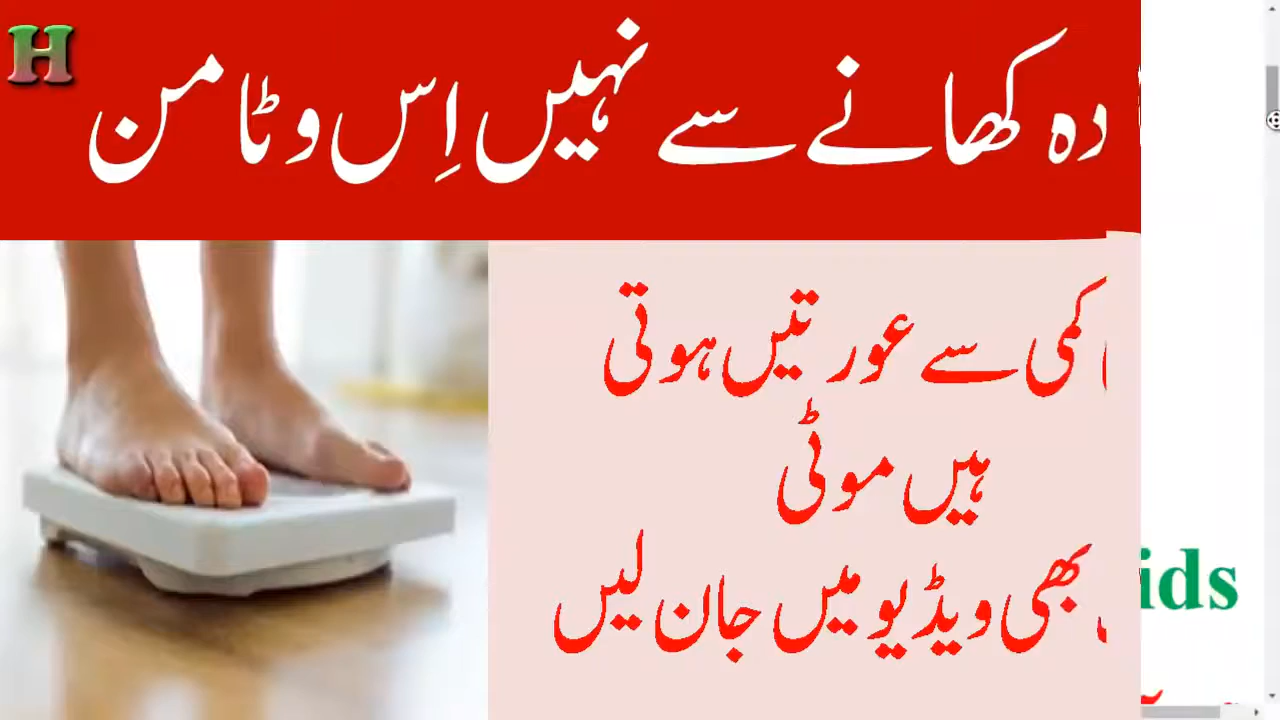 H
دہ کھانے سے نہیں اِس وٹامن
کمی سے عورتیں ہوتی
ہیں موٹی
بھی ویڈیو میں جان لیں
ids